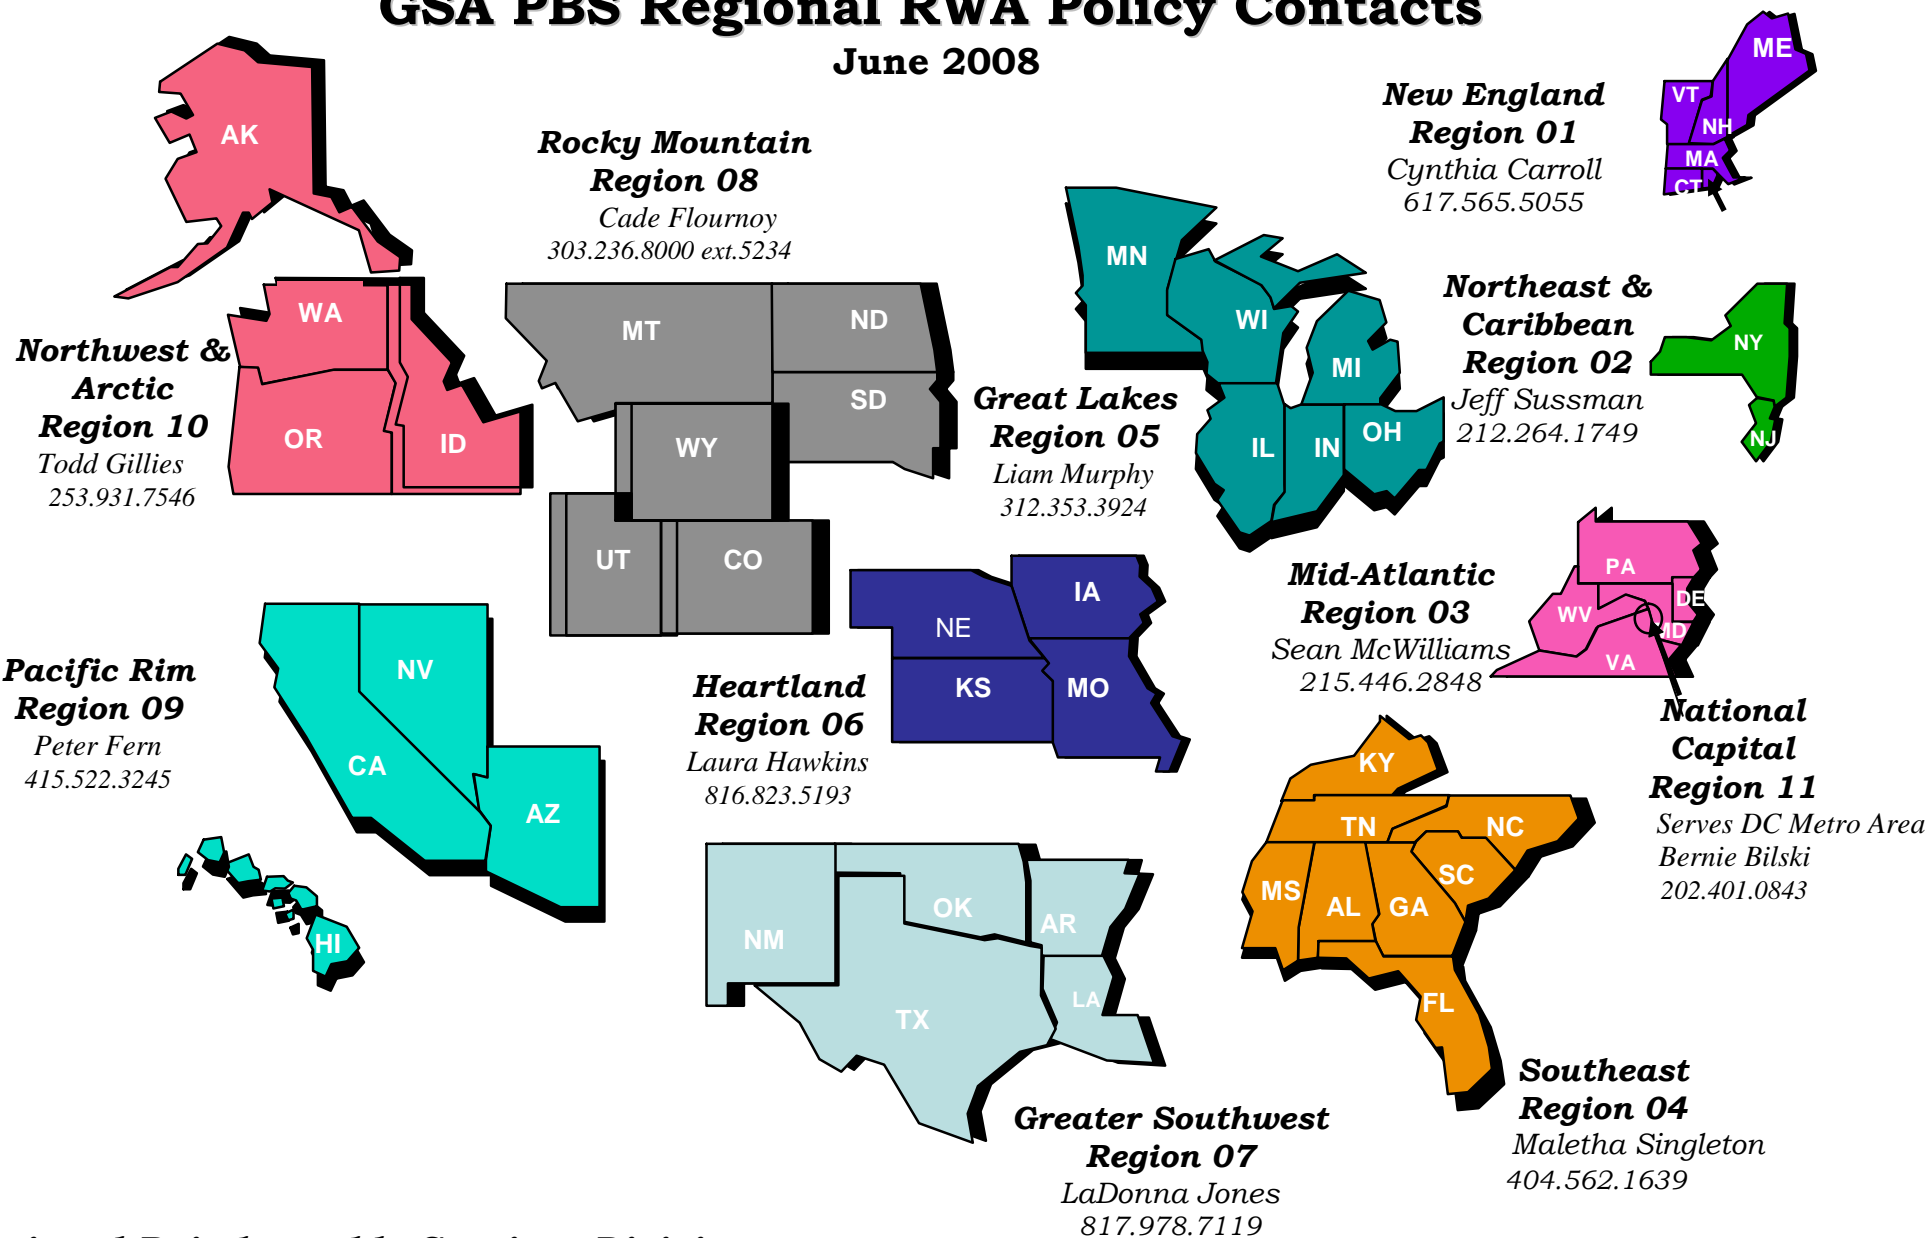 GSA PBS Regional RWA Policy Contacts
June 2008
New England
Region 01
Cynthia Carroll
617.565.5055
ME
VT
NH
MA
CT
AK
Rocky Mountain
Region 08
Cade Flournoy
303.236.8000 ext.5234
MN
WI
MI
IL
IN
OH
Northeast &
Caribbean
Region 02
Jeff Sussman
212.264.1749
NY
NJ
WA
OR
ID
Northwest &
Arctic
Region 10
Todd Gillies
253.931.7546
MT
ND
SD
WY
UT
CO
Great Lakes
Region 05
Liam Murphy
312.353.3924
Mid-Atlantic
Region 03
Sean McWilliams
215.446.2848
PA
WV
DE
MD
VA
NE
IA
KS
MO
Heartland
Region 06
Laura Hawkins
816.823.5193
Pacific Rim
Region 09
Peter Fern
415.522.3245
NV
CA
AZ
HI
National
Capital
Region 11
Serves DC Metro Area
Bernie Bilski
202.401.0843
KY
TN
NC
SC
MS
AL
GA
FL
NM
OK
AR
TX
LA
Southeast
Region 04
Maletha Singleton
404.562.1639
Greater Southwest
Region 07
LaDonna Jones
817.978.7119